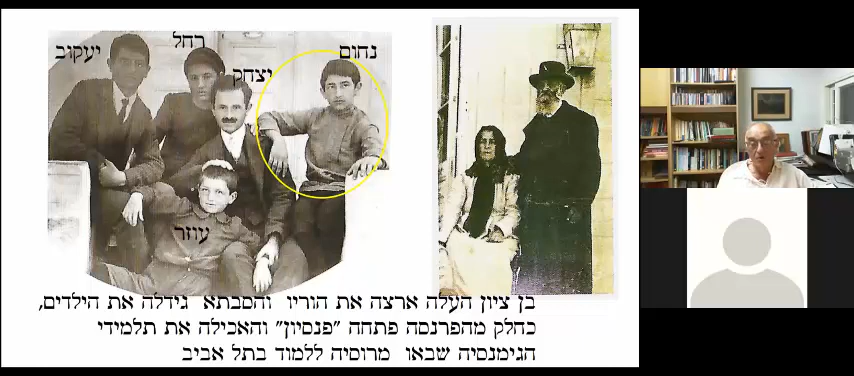 נחום
רחל
יעקוב
יצחק
עוזר
בן ציון העלה ארצה את הוריו והסבתא גידלה את הילדים,
כחלק מהפרנסה פתחה "פנסיון" והאכילה את תלמידי
הגימנסיה שבאו מרוסיה ללמוד בתל אביב